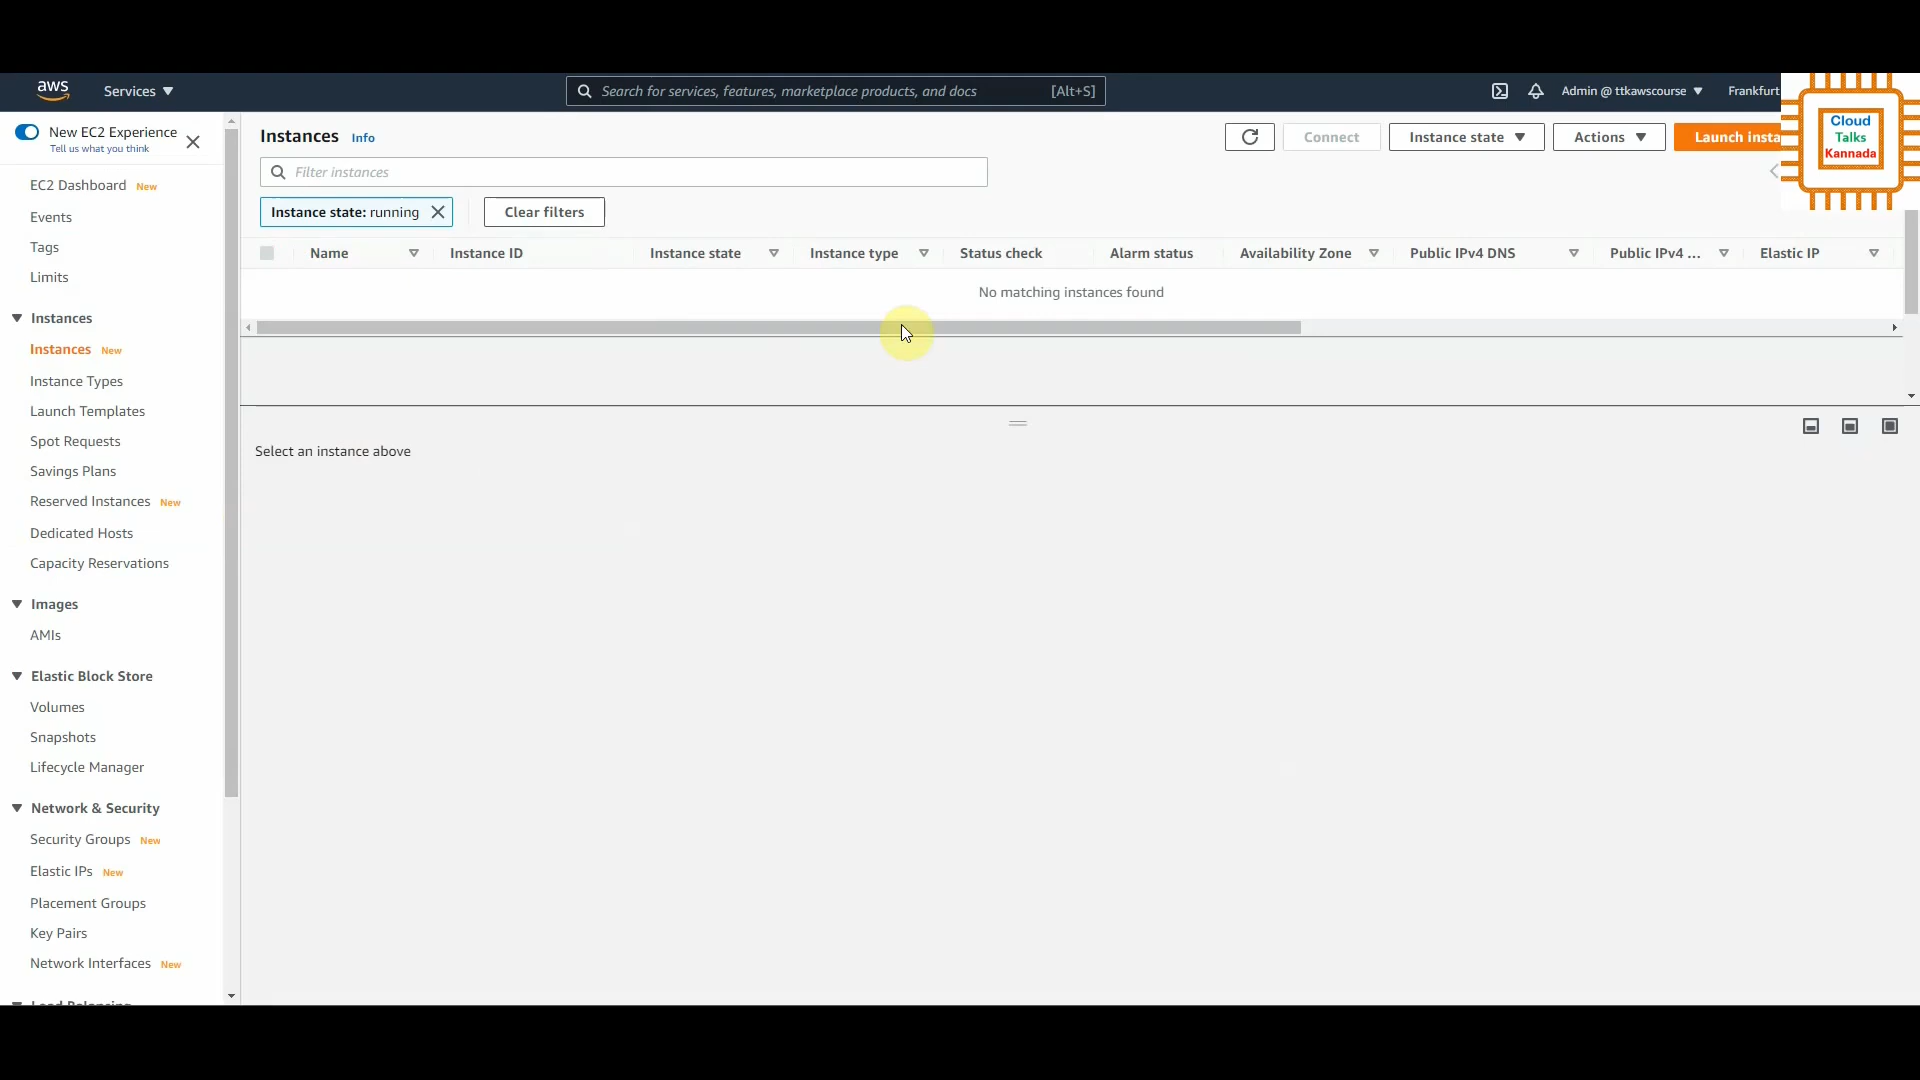 aws
Services
Search for services, features, marketplace products, and docs [Alt+S]
Admin @ ttkawscourse
Frankfurt
Cloud
Talks
Kannada
New EC2 Experience
Tell us what you think
EC2 Dashboard New
Events
Tags
Limits
Instances
Instances New
Instance Types
Launch Templates
Spot Requests
Savings Plans
Reserved Instances New
Dedicated Hosts
Capacity Reservations
Images
AMIs
Elastic Block Store
Volumes
Snapshots
Lifecycle Manager
Network & Security
Security Groups New
Elastic IPs New
Placement Groups
Key Pairs
Network Interfaces New
Instances Info
Connect
Instance state
Actions
Launch insta
Filter instances
Instance state: running
Clear filters
Name Instance ID Instance state Instance type Status check Alarm status Availability Zone Public IPv4 DNS Public IPv4 ... Elastic IP
No matching instances found
Select an instance above